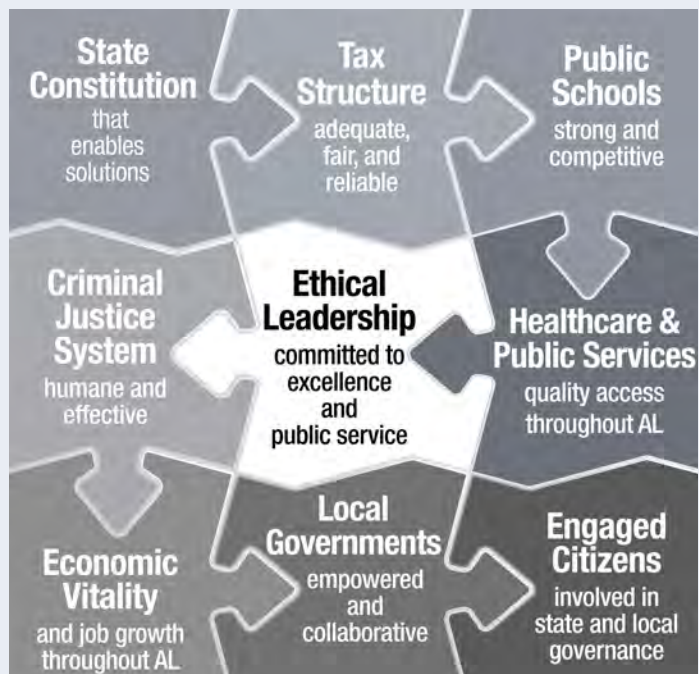 State
Constitution
that
enables
solutions
Tax
Structure
adequate,
fair, and
reliable
Public
Schools
strong and
competitive
Criminal
Justice
System
humane and
effective
Ethical
Leadership
committed to
excellence
and
public service
Healthcare &
Public Services
quality access
throughout AL
Economic
Vitality
and job growth
throughout AL
Local
Governments
empowered
and
collaborative
Engaged
Citizens
involved in
state and local
governance